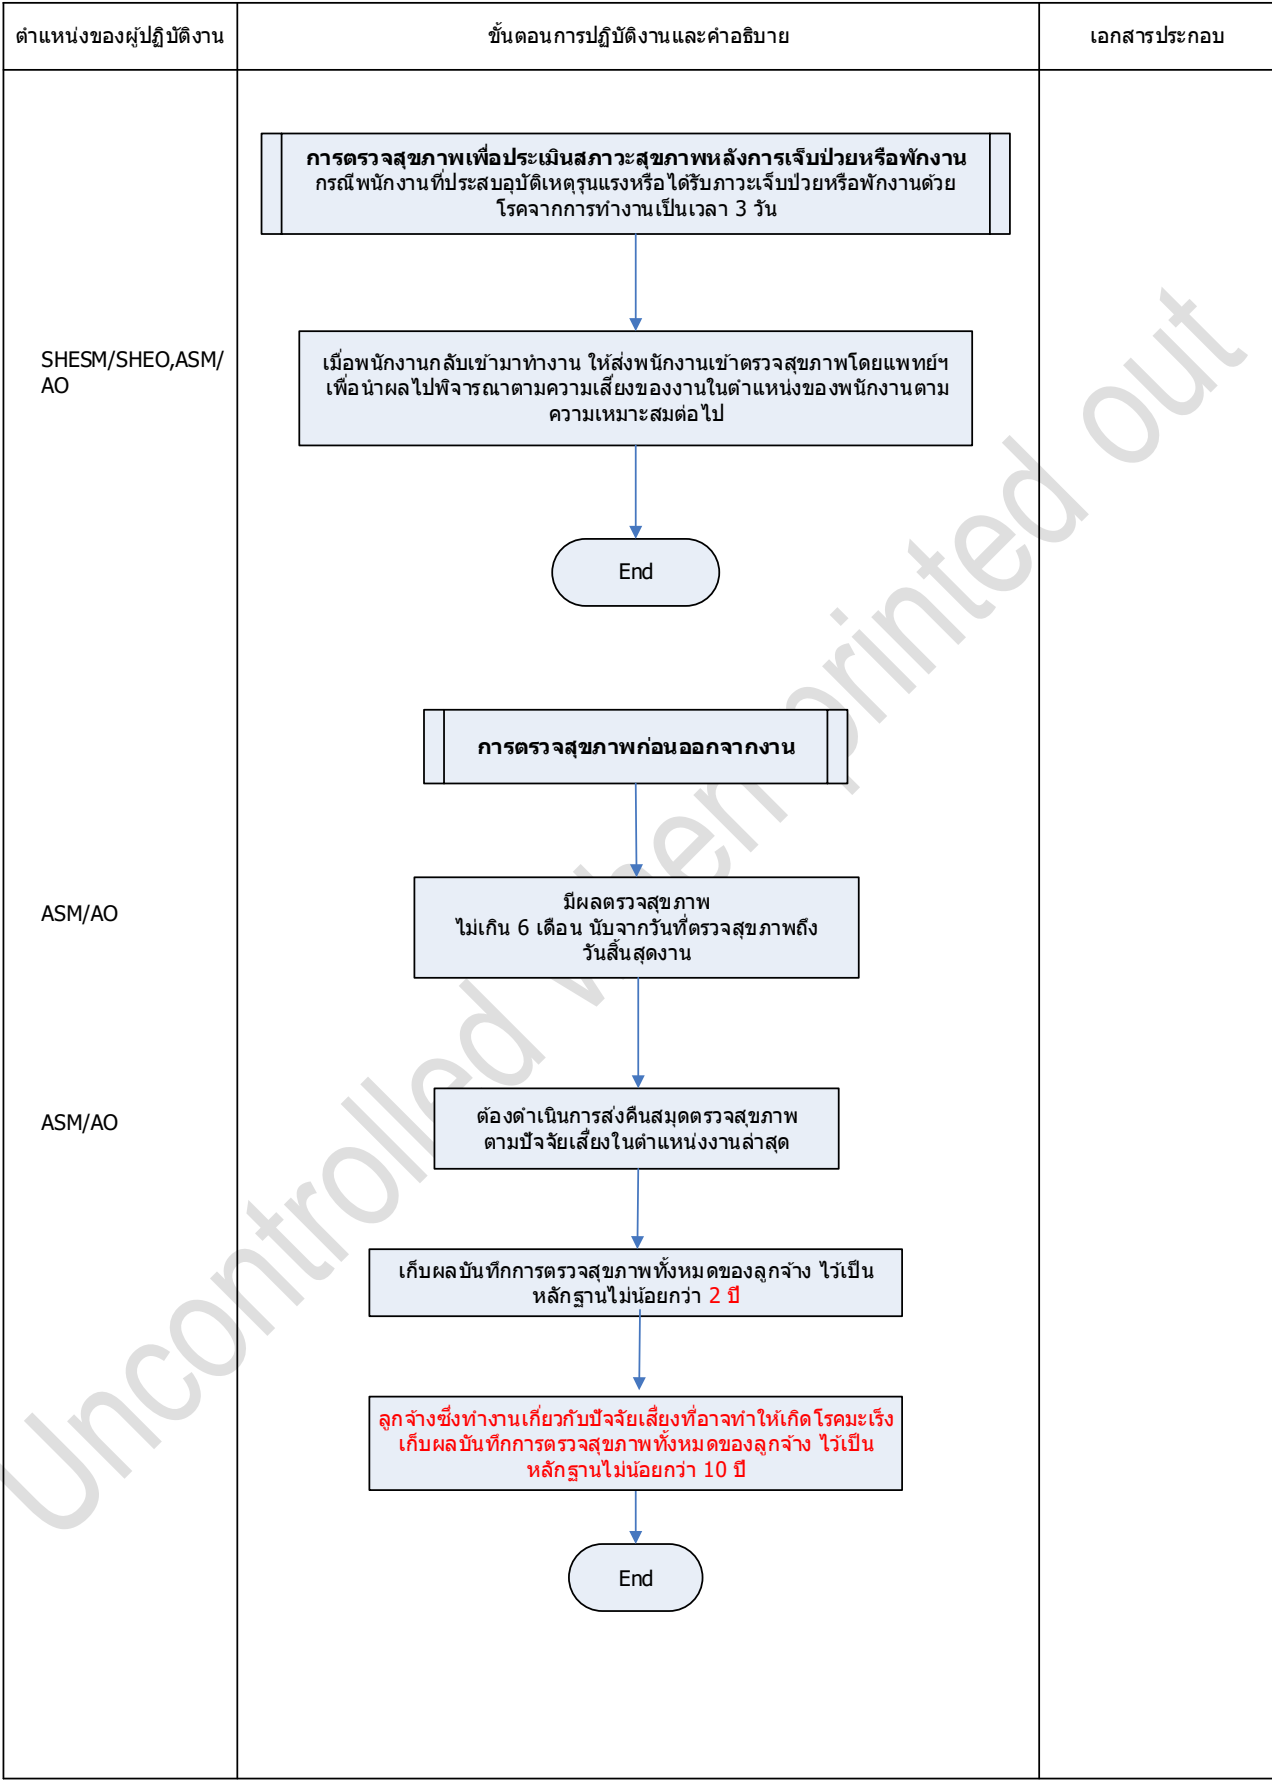 ตำแหน่งของผู้ปฏิบัติงาน
ขั้นตอนการปฏิบัติงานและคำอธิบาย
เอกสารประกอบ
การตรวจสุขภาพเพื่อประเมินสภาวะสุขภาพหลังการเจ็บป่วยหรือพักงาน
กรณีพนักงานที่ประสบอุบัติเหตุรุนแรงหรือได้รับภาวะเจ็บป่วยหรือพักงานด้วย
โรคจากการทำงานเป็นเวลา 3 วัน
SHESM/SHEO,ASM/
AO
เมื่อพนักงานกลับเข้ามาทำงาน ให้ส่งพนักงานเข้าตรวจสุขภาพโดยแพทย์ฯ
เพื่อนำผลไปพิจารณาตามความเสี่ยงของงานในตำแหน่งของพนักงานตาม
ความเหมาะสมต่อไป
End
การตรวจสุขภาพก่อนออกจากงาน
ASM/AO
มีผลตรวจสุขภาพ
ไม่เกิน 6 เดือน นับจากวันที่ตรวจสุขภาพถึง
วันสิ้นสุดงาน
ASM/AO
ต้องดำเนินการส่งคืนสมุดตรวจสุขภาพ
ตามปัจจัยเสี่ยงในตำแหน่งงานล่าสุด
เก็บผลบันทึกการตรวจสุขภาพทั้งหมดของลูกจ้าง ไว้เป็น
หลักฐานไม่น้อยกว่า 2 ปี
ลูกจ้างซึ่งทำงานเกี่ยวกับปัจจัยเสี่ยงที่อาจทำให้เกิดโรคมะเร็ง
เก็บผลบันทึกการตรวจสุขภาพทั้งหมดของลูกจ้าง ไว้เป็น
หลักฐานไม่น้อยกว่า 10 ปี
End
Uncontrolled when printed out